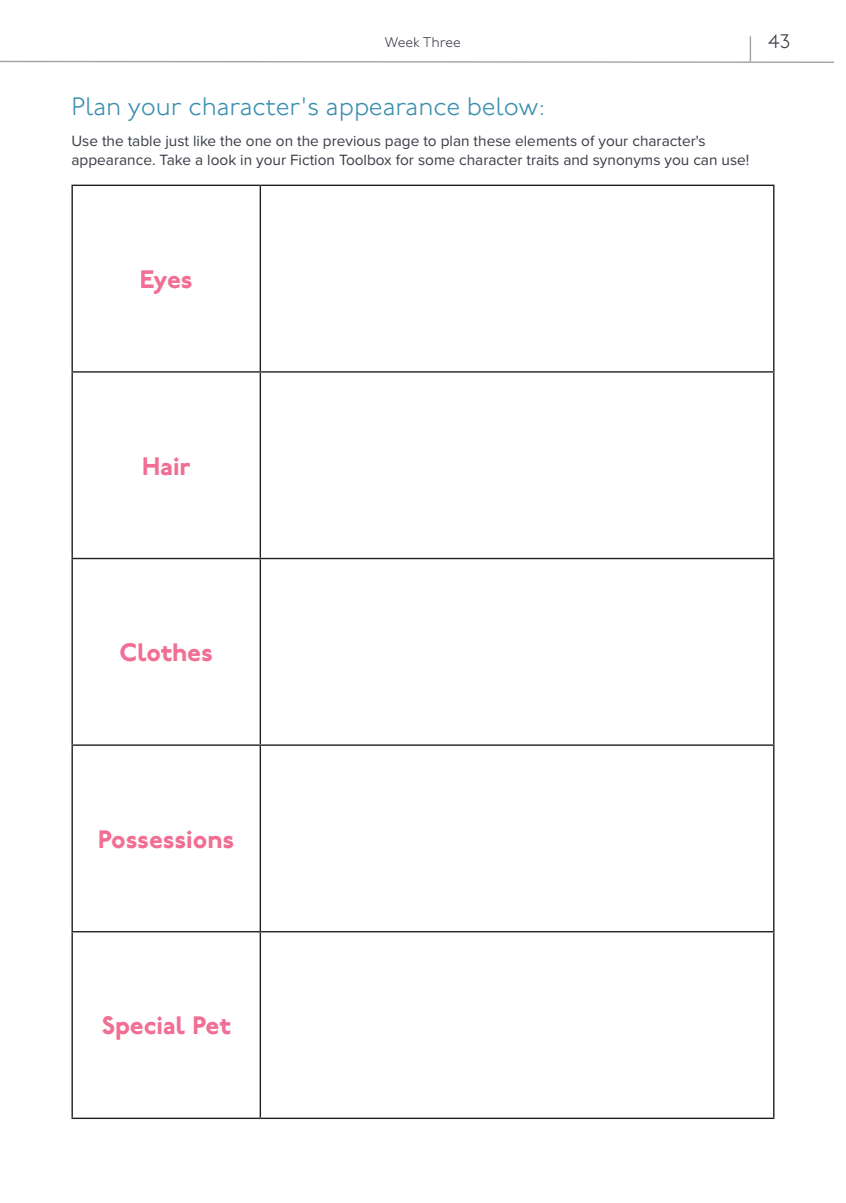 Week Three
43
Plan your character's appearance below:
Use the table just like the one on the previous page to plan these elements of your character's
appearance. Take a look in your Fiction Toolbox for some character traits and synonyms you can use!
Eyes
Hair
Clothes
Possessions
Special Pet